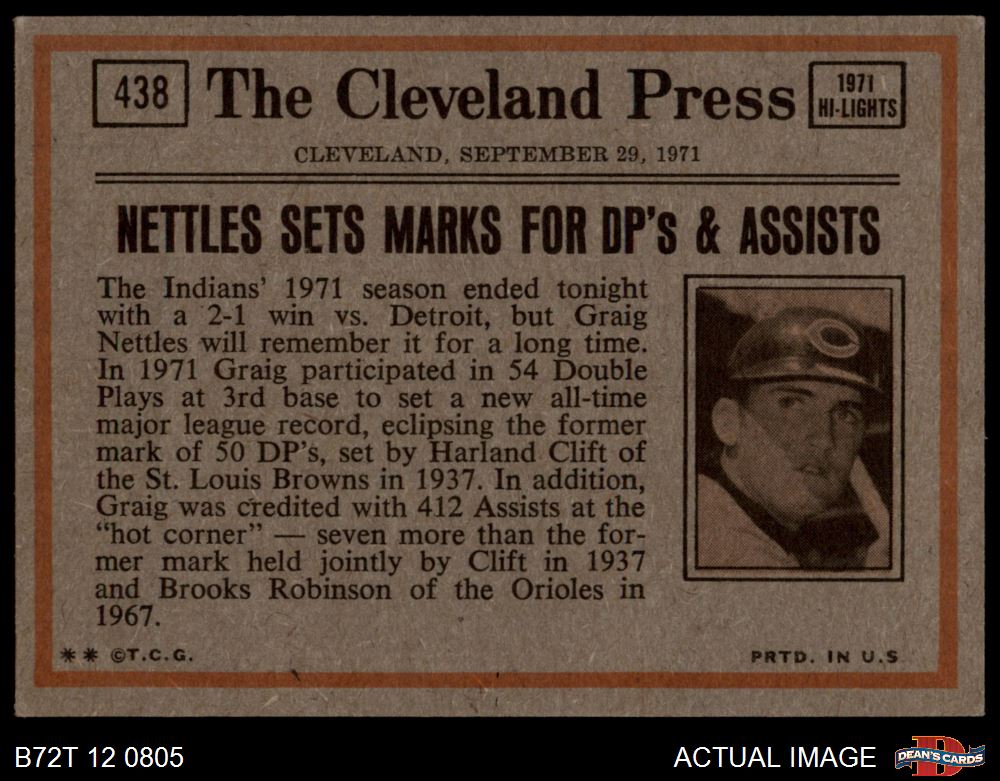 438
The Cleveland Press
1971
HI-LIGHTS
CLEVELAND, SEPTEMBER 29, 1971
NETTLES SETS MARKS FOR DP's & ASSISTS
The Indians' 1971 season ended tonight
with a 2-1 win vs. Detroit, but Graig
Nettles will remember it for a long time.
In 1971 Graig participated in 54 Double
Plays at 3rd base to set a new all-time
major league record, eclipsing the former
mark of 50 DP's, set by Harland Clift of
the St. Louis Browns in 1937. In addition,
Graig was credited with 412 Assists at the
“hot corner” — seven more than the for-
mer mark held jointly by Clift in 1937
and Brooks Robinson of the Orioles in
1967.
** ©T.C.G.
PRTD. IN U.S
B72T 12 0805
ACTUAL IMAGE
D
DEAN'S CARDS